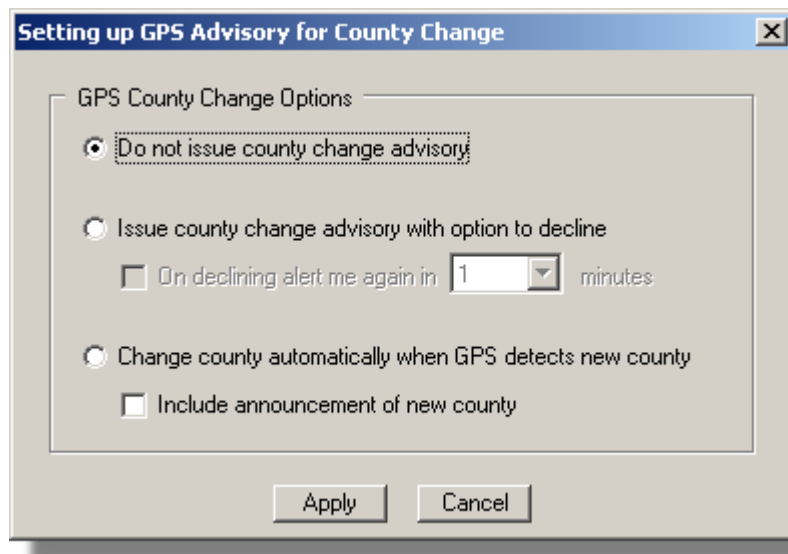 Setting up GPS Advisory for County Change
GPS County Change Options
Do not issue county change advisory
Issue county change advisory with option to decline
On declining alert me again in 1 minutes
Change county automatically when GPS detects new county
Include announcement of new county
Apply Cancel